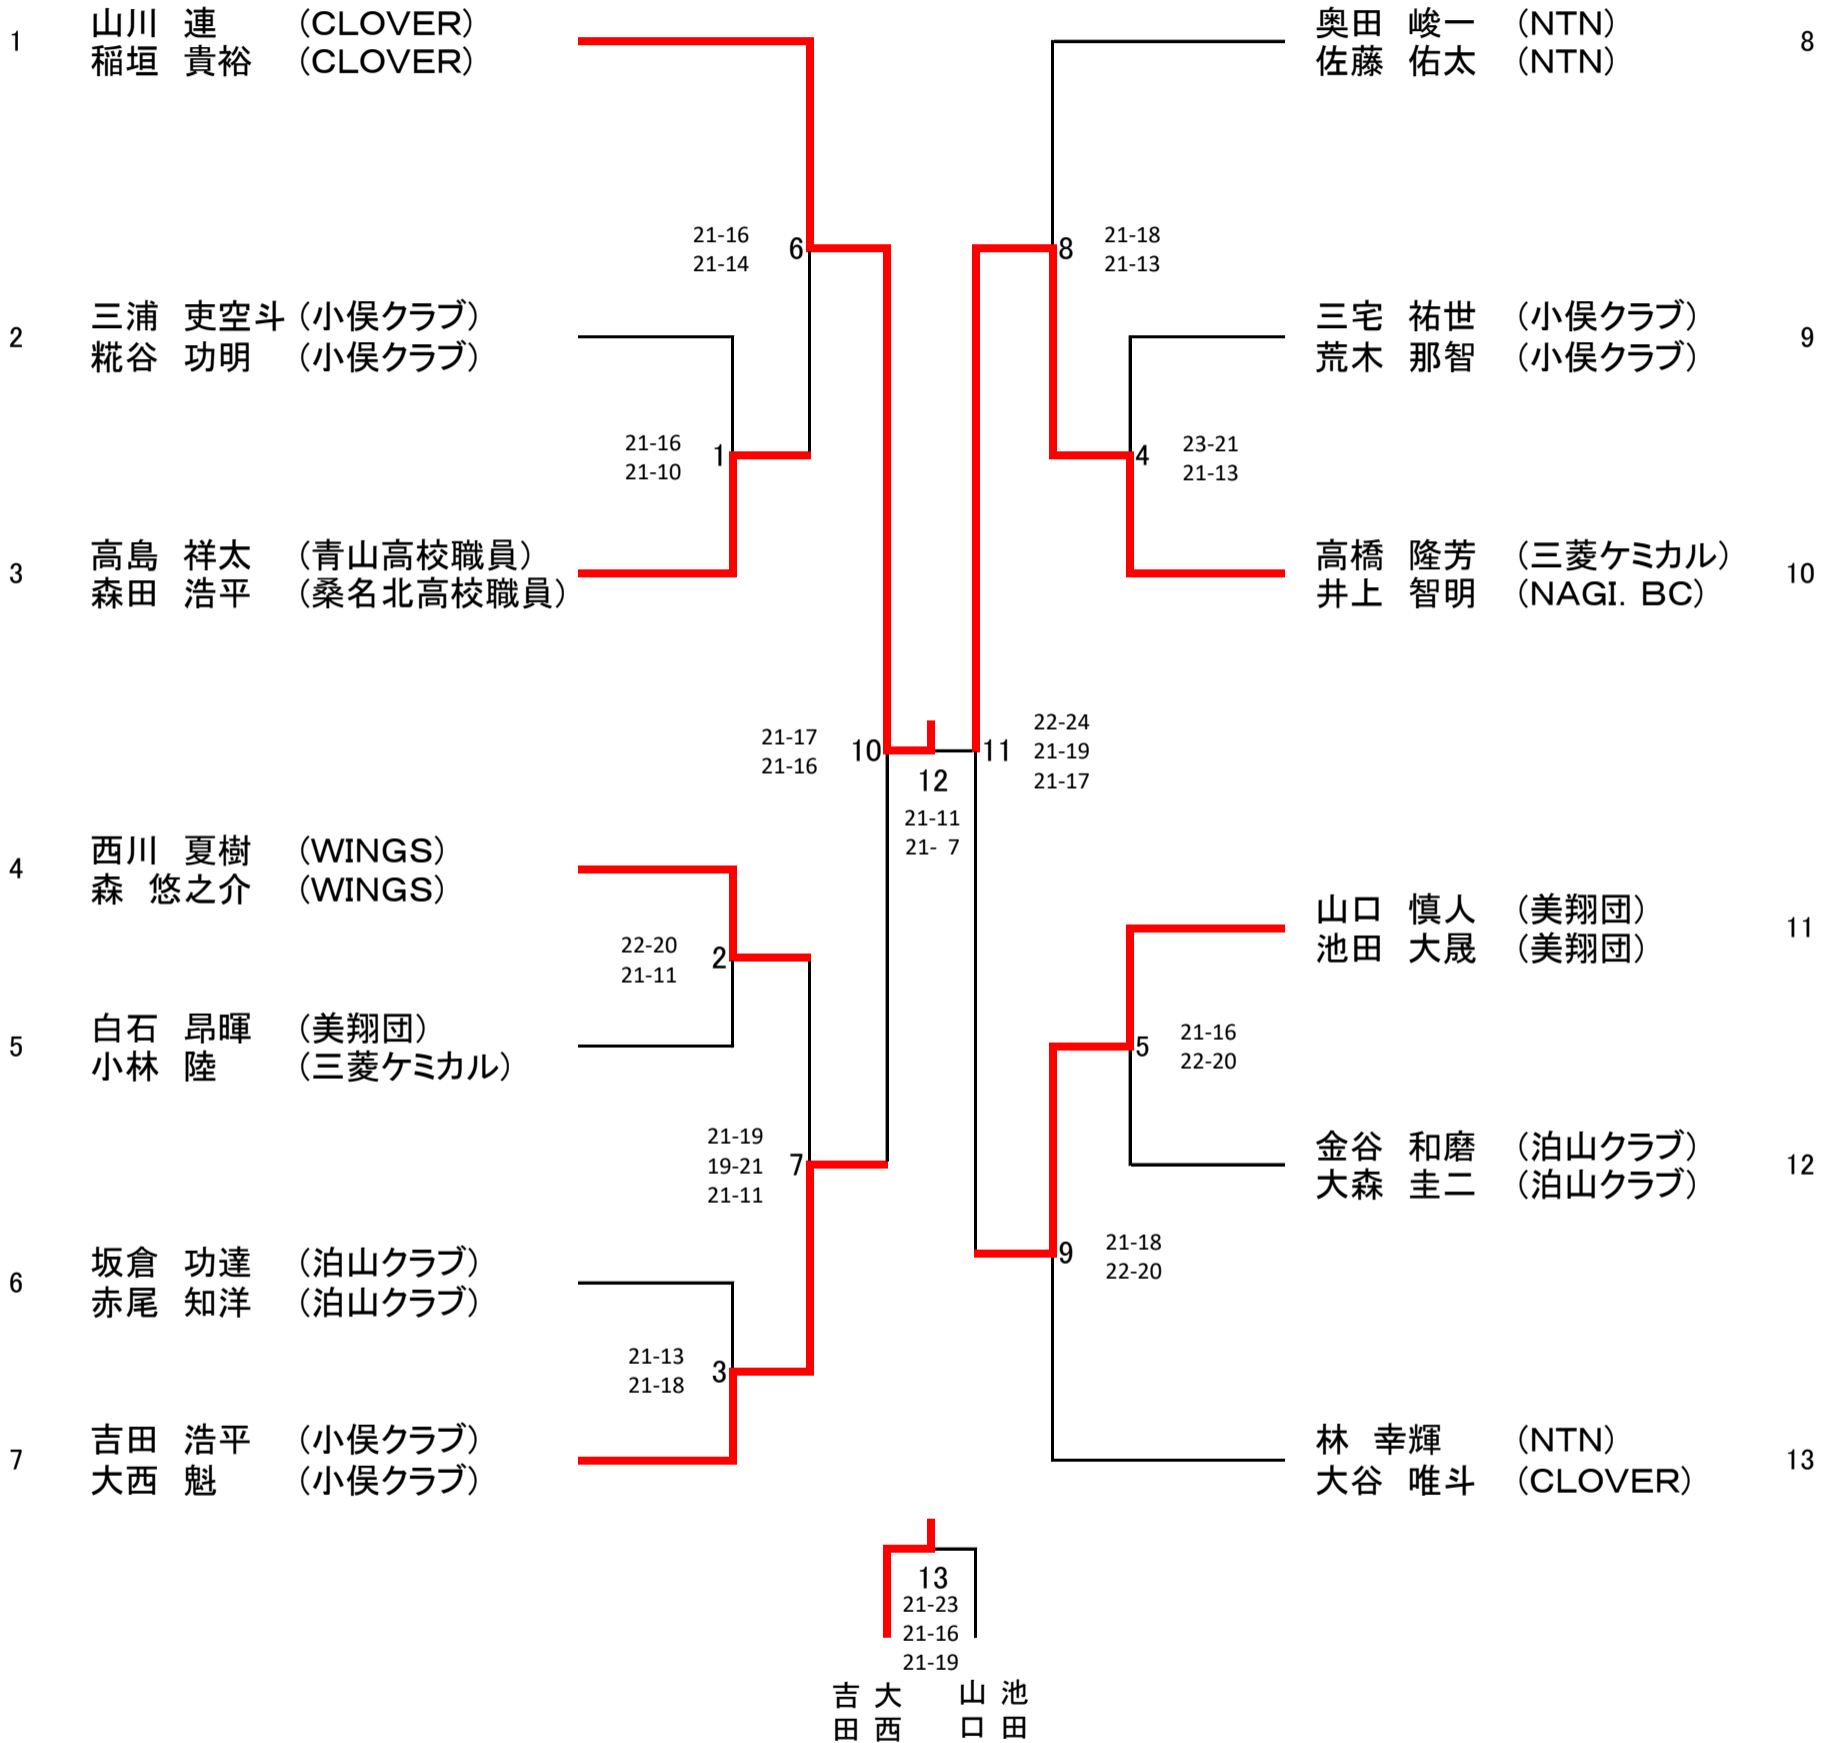 1 山川 連 (CLOVER)
稲垣 貴裕 (CLOVER)
21-16
21-14
6
2 三浦 吏空斗 (小俣クラブ)
糀谷 功明 (小俣クラブ)
21-16
21-10
1
3 高島 祥太 (青山高校職員)
森田 浩平 (桑名北高校職員)
21-17
21-16
10
4 西川 夏樹 (WINGS)
森 悠之介 (WINGS)
22-20
21-11
2
5 白石 昂暉 (美翔団)
小林 陸 (三菱ケミカル)
21-19
19-21
21-11
7
6 坂倉 功達 (泊山クラブ)
赤尾 知洋 (泊山クラブ)
21-13
21-18
3
7 吉田 浩平 (小俣クラブ)
大西 魁 (小俣クラブ)
12
21-11
21- 7
奥田 峻一 (NTN) 8
佐藤 佑太 (NTN)
8
21-18
21-13
三宅 祐世 (小俣クラブ) 9
荒木 那智 (小俣クラブ)
4
23-21
21-13
高橋 隆芳 (三菱ケミカル) 10
井上 智明 (NAGI. BC)
11
22-24
21-19
21-17
山口 慎人 (美翔団) 11
池田 大晟 (美翔団)
5
21-16
22-20
金谷 和磨 (泊山クラブ) 12
大森 圭二 (泊山クラブ)
9
21-18
22-20
林 幸輝 (NTN) 13
大谷 唯斗 (CLOVER)
13
21-23
21-16
21-19
吉田
大西
山口
池田